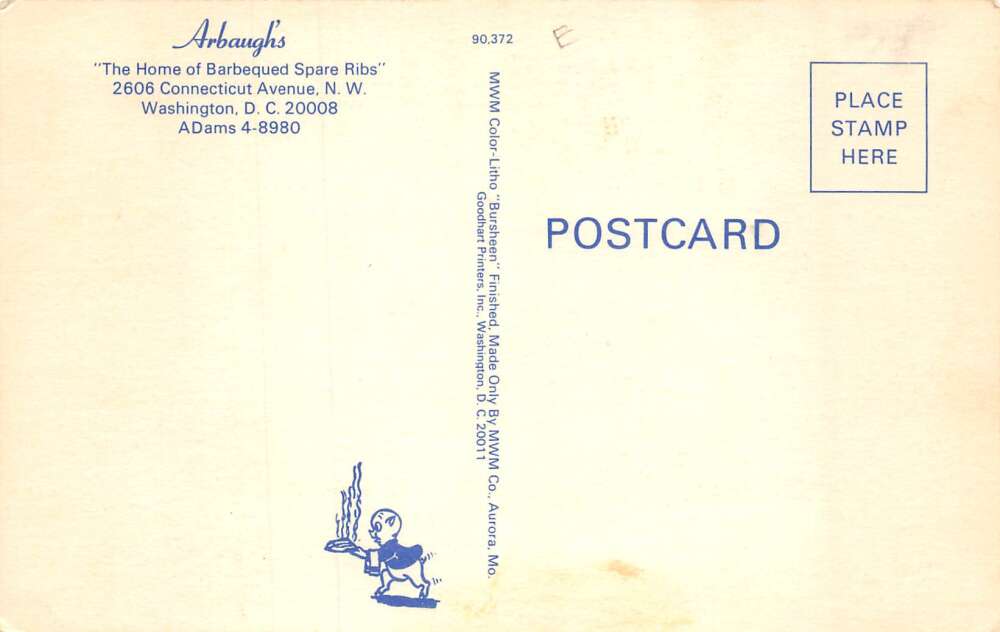 Arbaugh's
"The Home of Barbequed Spare Ribs"
2606 Connecticut Avenue, N. W.
Washington, D. C. 20008
ADams 4-8980
90,372
E
MWM Color-Litho "Bursheen" Finished, Made Only By MWM Co., Aurora, Mo.
Goodhart Printers, Inc., Washington, D. C. 20011
PLACE
STAMP
HERE
POSTCARD